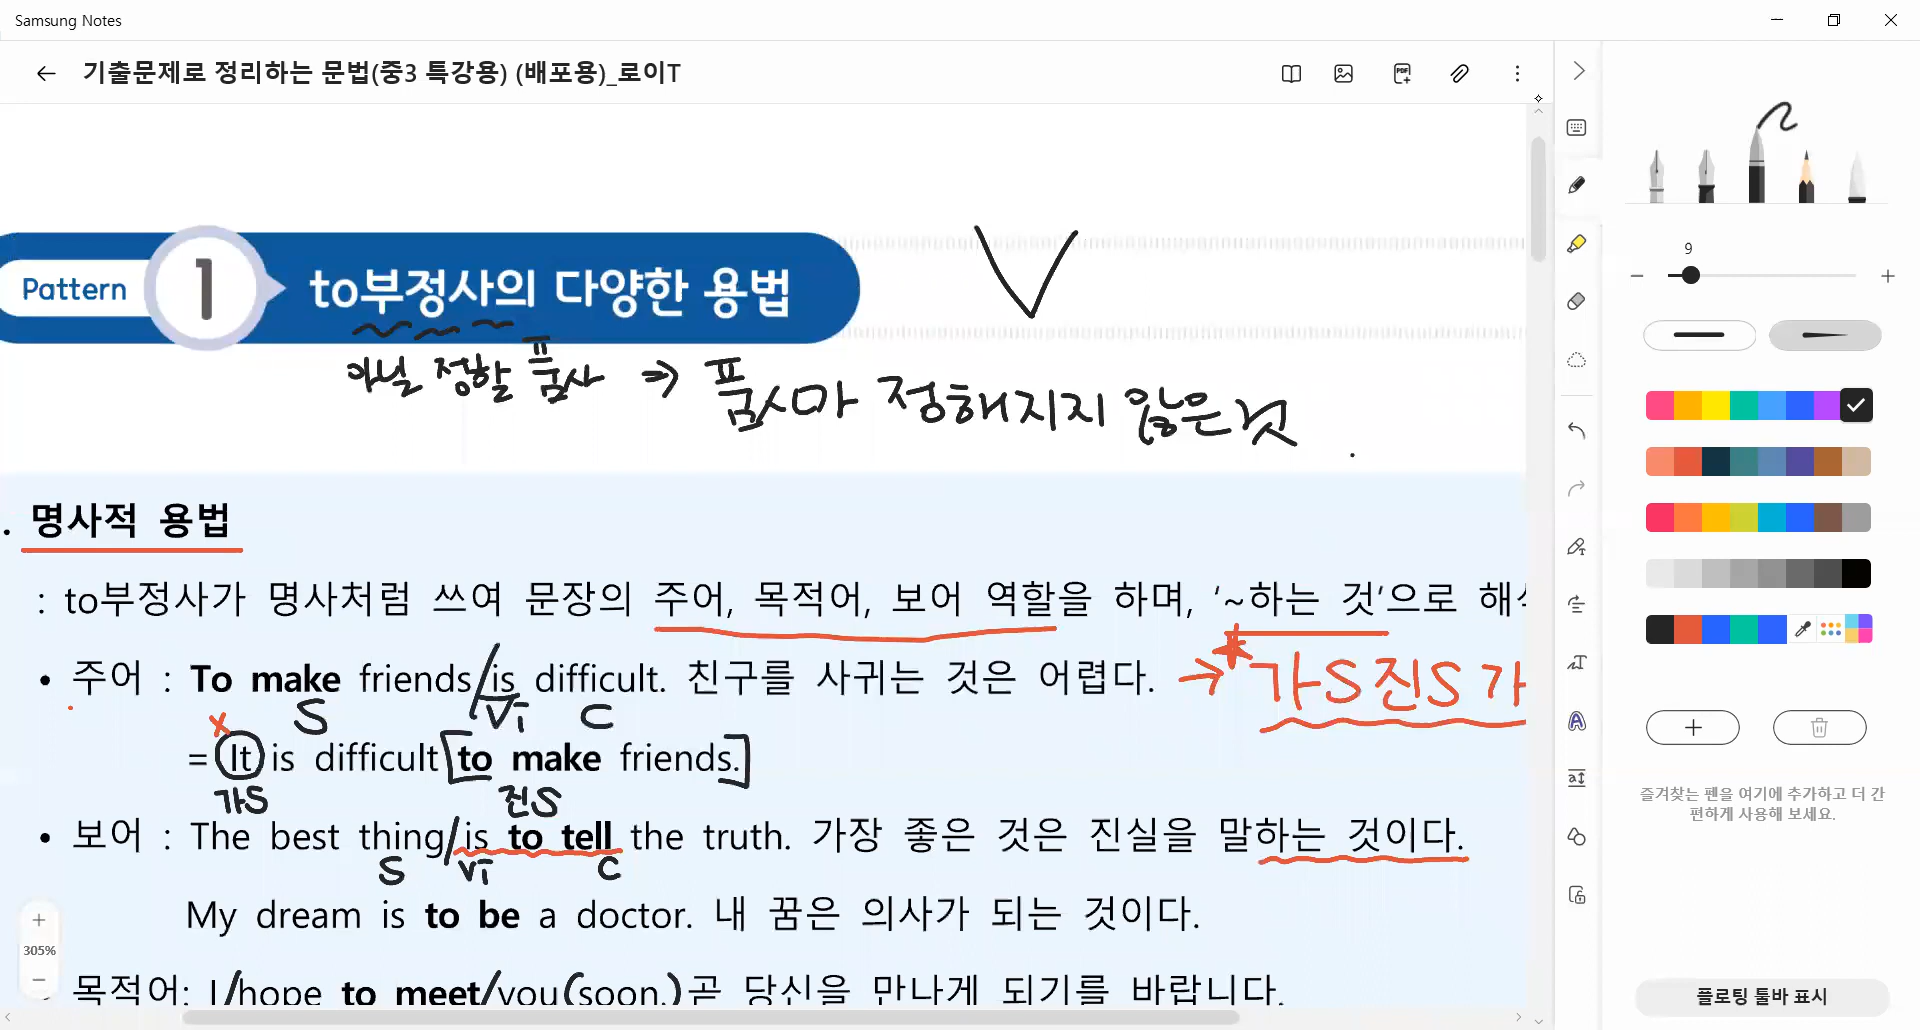 Samsung Notes
기출문제로 정리하는 문법(중3 특강용) (배포용)_로이T
Pattern 1 to부정사의 다양한 용법
V
아닐 정할 품사 ⇒ 품사가 정해지지 않은 것.
. 명사적 용법
: to부정사가 명사처럼 쓰여 문장의 주어, 목적어, 보어 역할을 하며, '~하는 것'으로 해석
• 주어 : To make friends/is difficult. 친구를 사귀는 것은 어렵다. → * 가S 진S 가
S Vi C
x
= It is difficult [to make friends.]
가S 진S
• 보어 : The best thing/is to tell the truth. 가장 좋은 것은 진실을 말하는 것이다.
S Vi C
My dream is to be a doctor. 내 꿈은 의사가 되는 것이다.
목적어: I/hope to meet/you(soon.) 곧 당신을 만나게 되기를 바랍니다.
305%
9
PDF
즐겨찾는 펜을 여기에 추가하고 더 간
편하게 사용해 보세요.
플로팅 툴바 표시